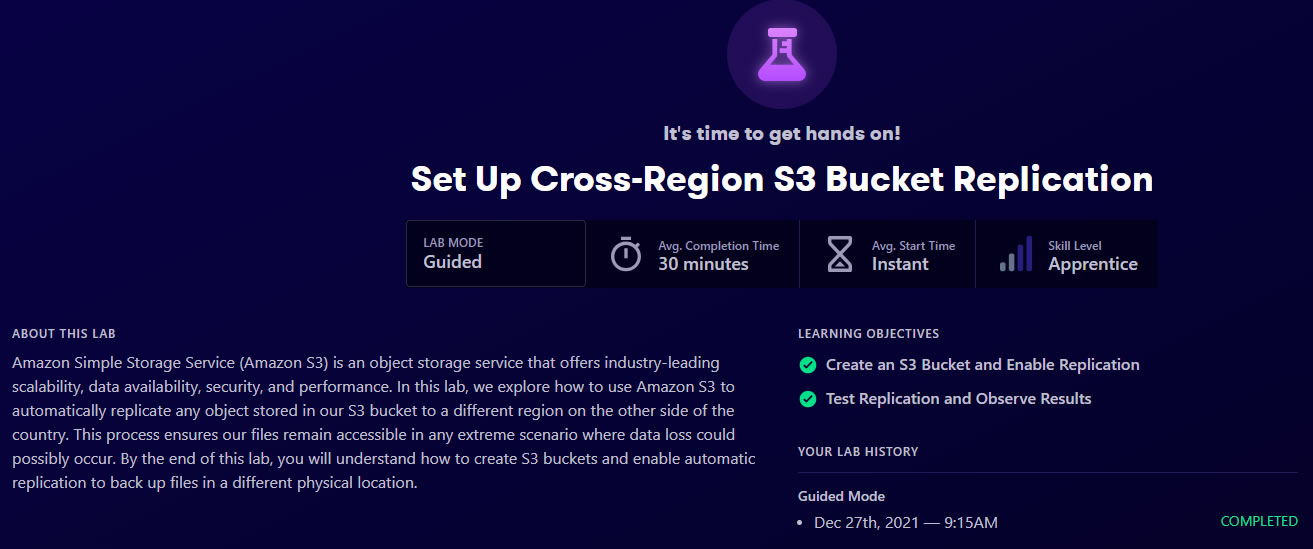 It's time to get hands on!
Set Up Cross-Region S3 Bucket Replication
LAB MODE
Guided
Avg. Completion Time
30 minutes
Avg. Start Time
Instant
Skill Level
Apprentice
ABOUT THIS LAB
Amazon Simple Storage Service (Amazon S3) is an object storage service that offers industry-leading
scalability, data availability, security, and performance. In this lab, we explore how to use Amazon S3 to
automatically replicate any object stored in our S3 bucket to a different region on the other side of the
country. This process ensures our files remain accessible in any extreme scenario where data loss could
possibly occur. By the end of this lab, you will understand how to create S3 buckets and enable automatic
replication to back up files in a different physical location.
LEARNING OBJECTIVES
Create an S3 Bucket and Enable Replication
Test Replication and Observe Results
YOUR LAB HISTORY
Guided Mode
• Dec 27th, 2021 — 9:15AM COMPLETED